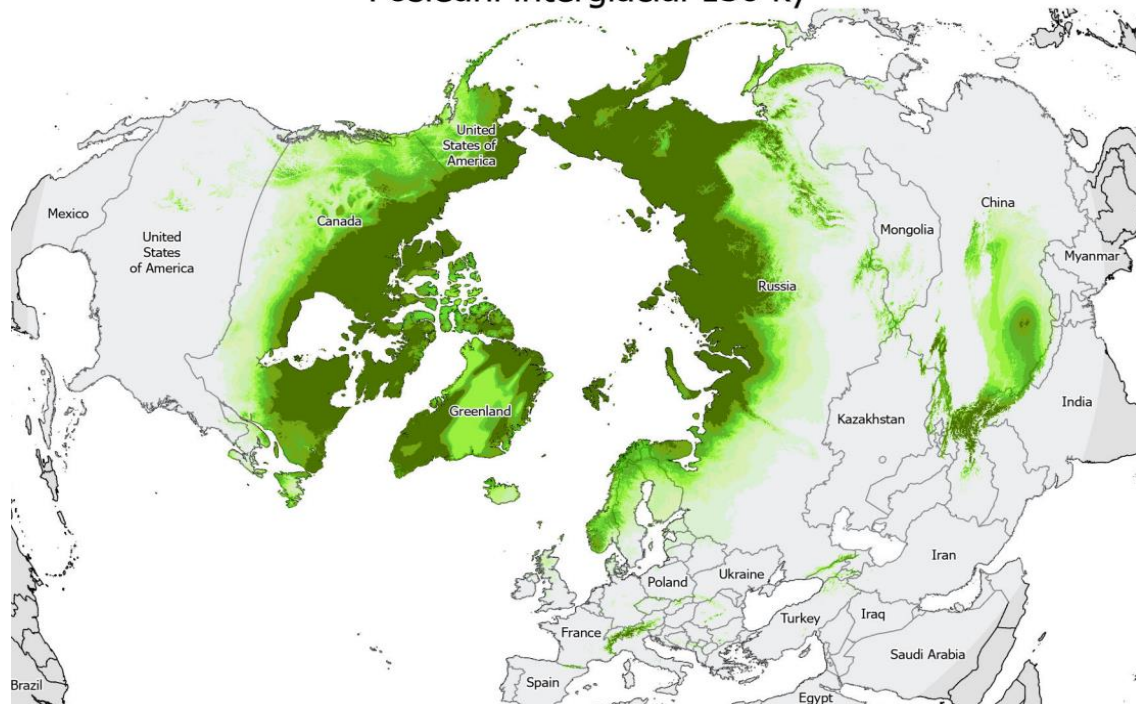 United
States of
America
Canada
Mexico
United
States
of America
China
Mongolia
Myanmar
Russia
Greenland
Kazakhstan
India
Iran
Poland
Ukraine
France
Turkey
Iraq
Saudi Arabia
Spain
Brazil
Egypt